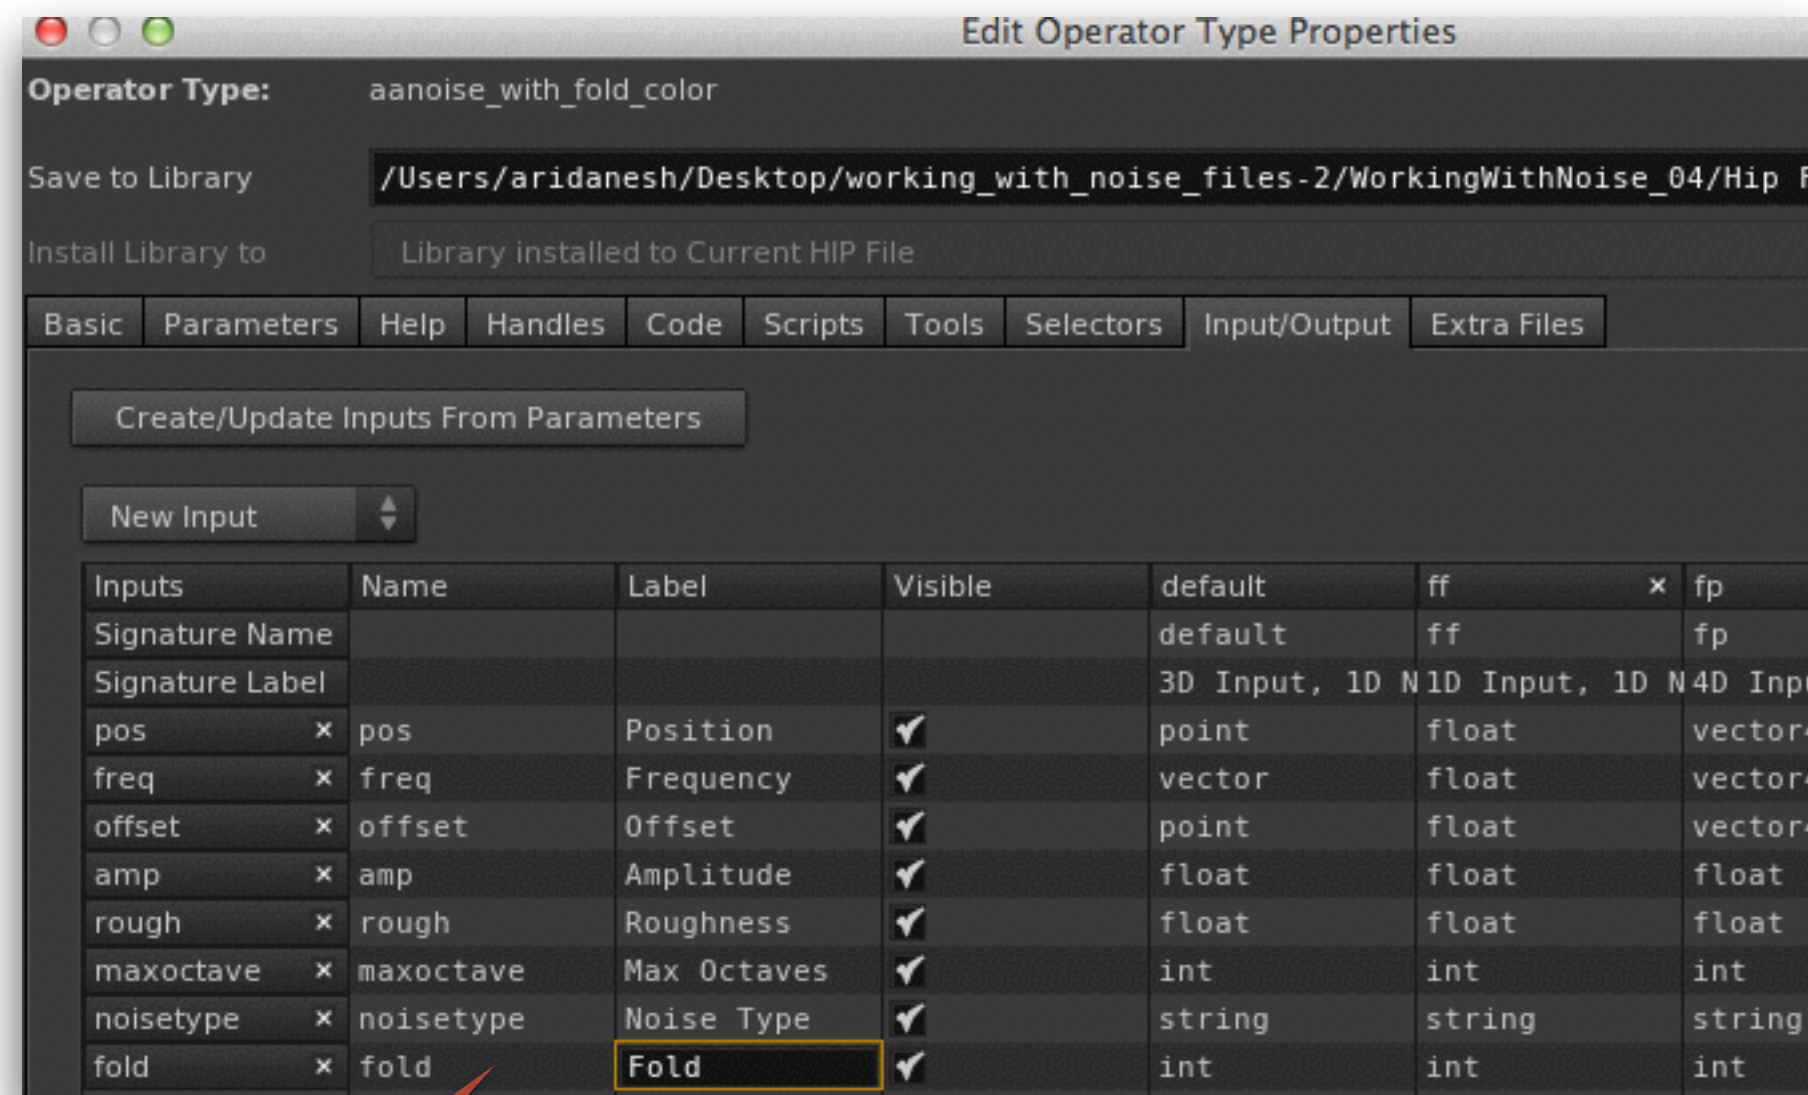 Edit Operator Type Properties
Operator Type: aanoise_with_fold_color
Save to Library /Users/aridanesh/Desktop/working_with_noise_files-2/WorkingWithNoise_04/Hip
Install Library to Library installed to Current HIP File
Basic Parameters Help Handles Code Scripts Tools Selectors Input/Output Extra Files
Create/Update Inputs From Parameters
New Input
Inputs Name Label Visible default ff × fp
Signature Name default ff fp
Signature Label 3D Input, 1D N 1D Input, 1D N 4D
pos × pos Position point float
freq × freq Frequency vector float
offset × offset Offset point float
amp × amp Amplitude float float float
rough × rough Roughness float float float
maxoctave × maxoctave Max Octaves int int int
noisetype × noisetype Noise Type string string string
fold × fold Fold int int int